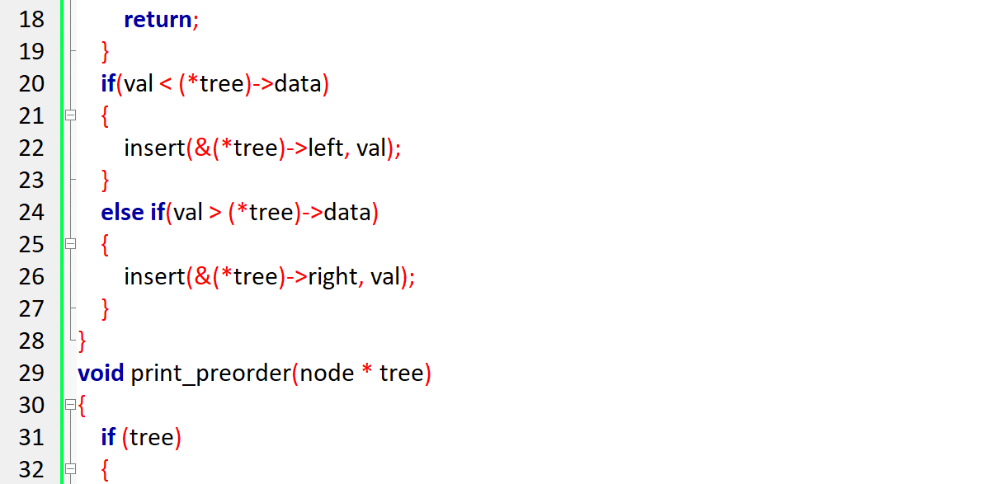 18 return;
19 }
20 if(val < (*tree)->data)
21 {
22 insert(&(*tree)->left, val);
23 }
24 else if(val > (*tree)->data)
25 {
26 insert(&(*tree)->right, val);
27 }
28 }
29 void print_preorder(node * tree)
30 {
31 if (tree)
32 {